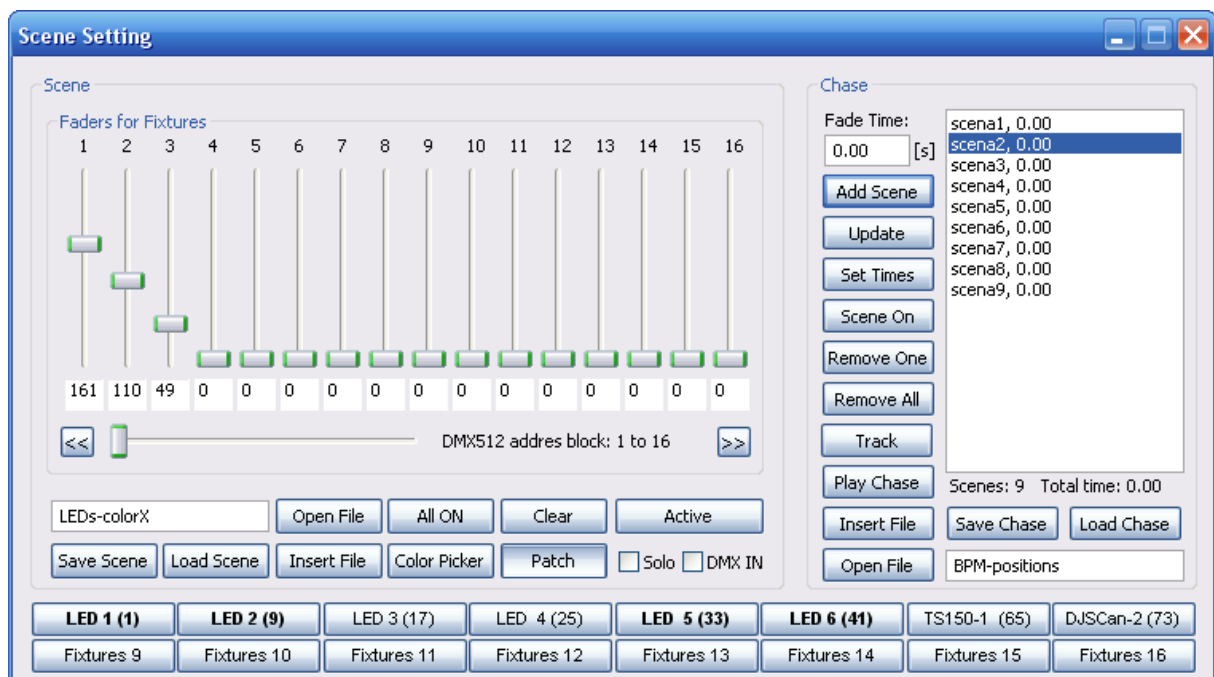 Scene Setting
Scene
Faders for Fixtures
1 2 3 4 5 6 7 8 9 10 11 12 13 14 15 16
161 110 49 0 0 0 0 0 0 0 0 0 0 0 0 0
<< DMX512 addres block: 1 to 16 >>
LEDs-colorX Open File All ON Clear Active
Save Scene Load Scene Insert File Color Picker Patch Solo DMX IN
Chase
Fade Time:
0.00 [s]
Add Scene
Update
Set Times
Scene On
Remove One
Remove All
Track
Play Chase
Insert File
Open File
scena1, 0.00
scena2, 0.00
scena3, 0.00
scena4, 0.00
scena5, 0.00
scena6, 0.00
scena7, 0.00
scena8, 0.00
scena9, 0.00
Scenes: 9 Total time: 0.00
Save Chase Load Chase
BPM-positions
LED 1 (1) LED 2 (9) LED 3 (17) LED 4 (25) LED 5 (33) LED 6 (41) TS150-1 (65) DJSCan-2 (73)
Fixtures 9 Fixtures 10 Fixtures 11 Fixtures 12 Fixtures 13 Fixtures 14 Fixtures 15 Fixtures 16